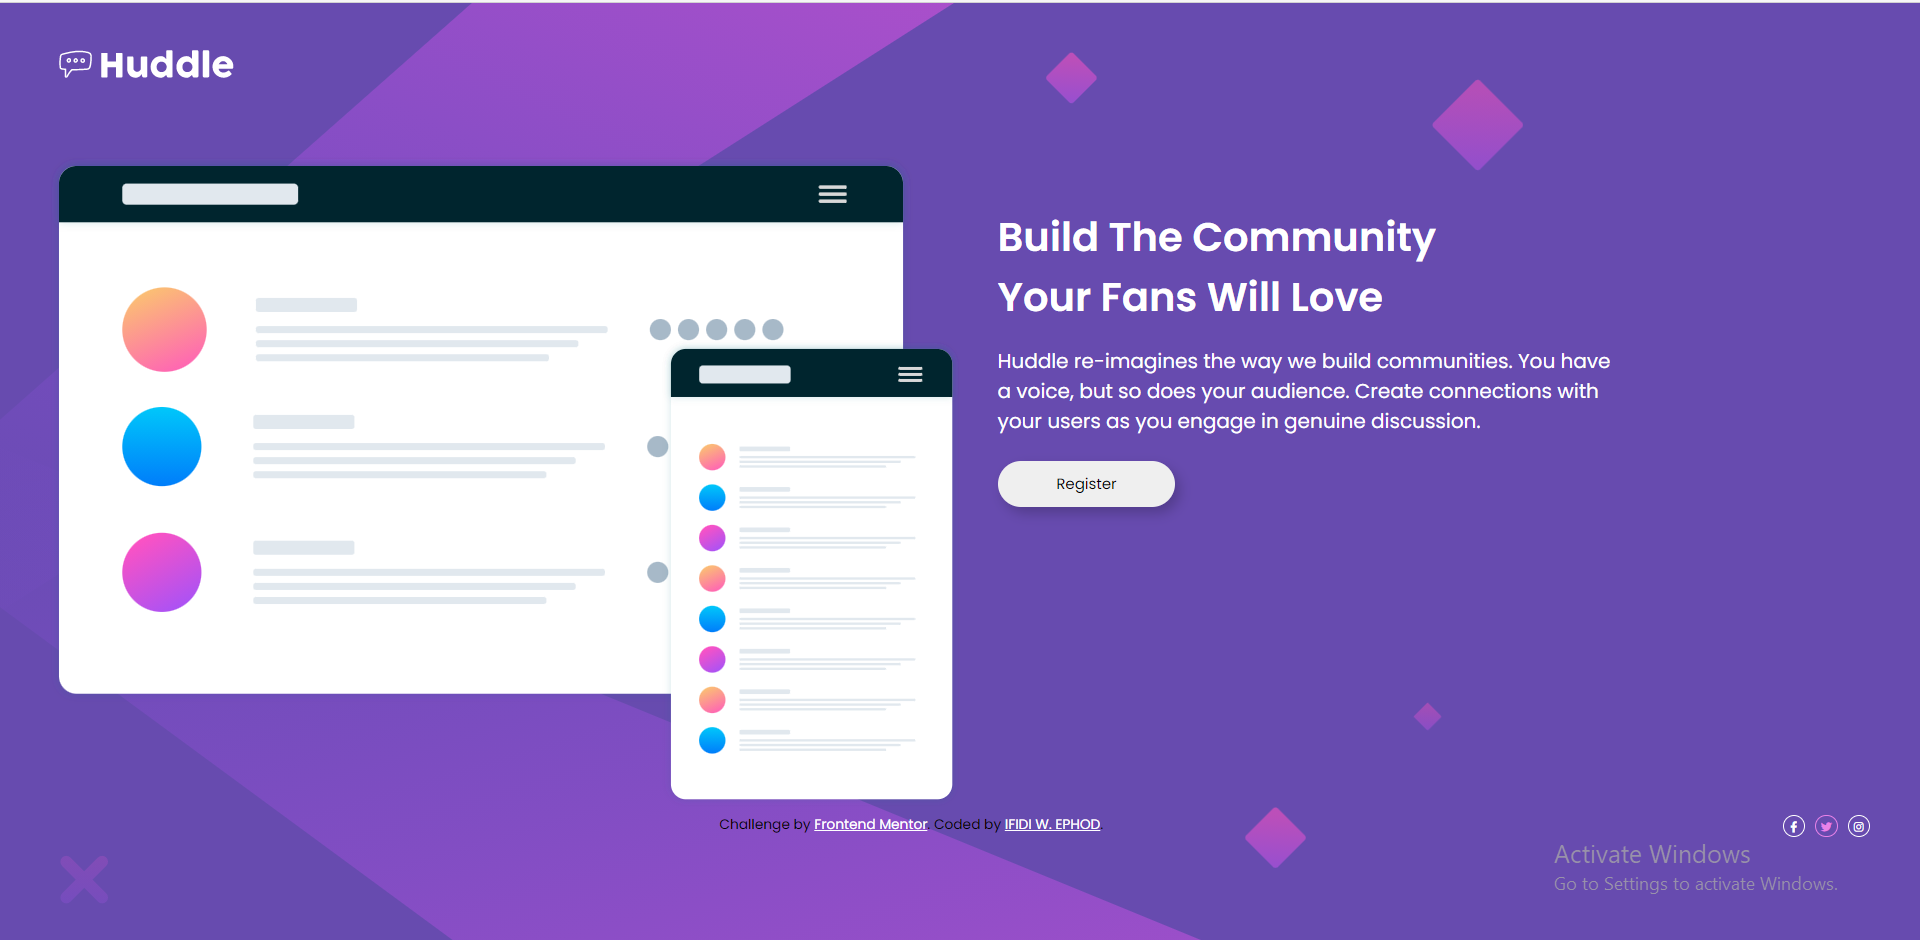 Huddle
Build The Community
Your Fans Will Love
Huddle re-imagines the way we build communities. You have
a voice, but so does your audience. Create connections with
your users as you engage in genuine discussion.
Register
Challenge by Frontend Mentor. Coded by IFIDI W. EPHOD
Activate Windows
Go to Settings to activate Windows.